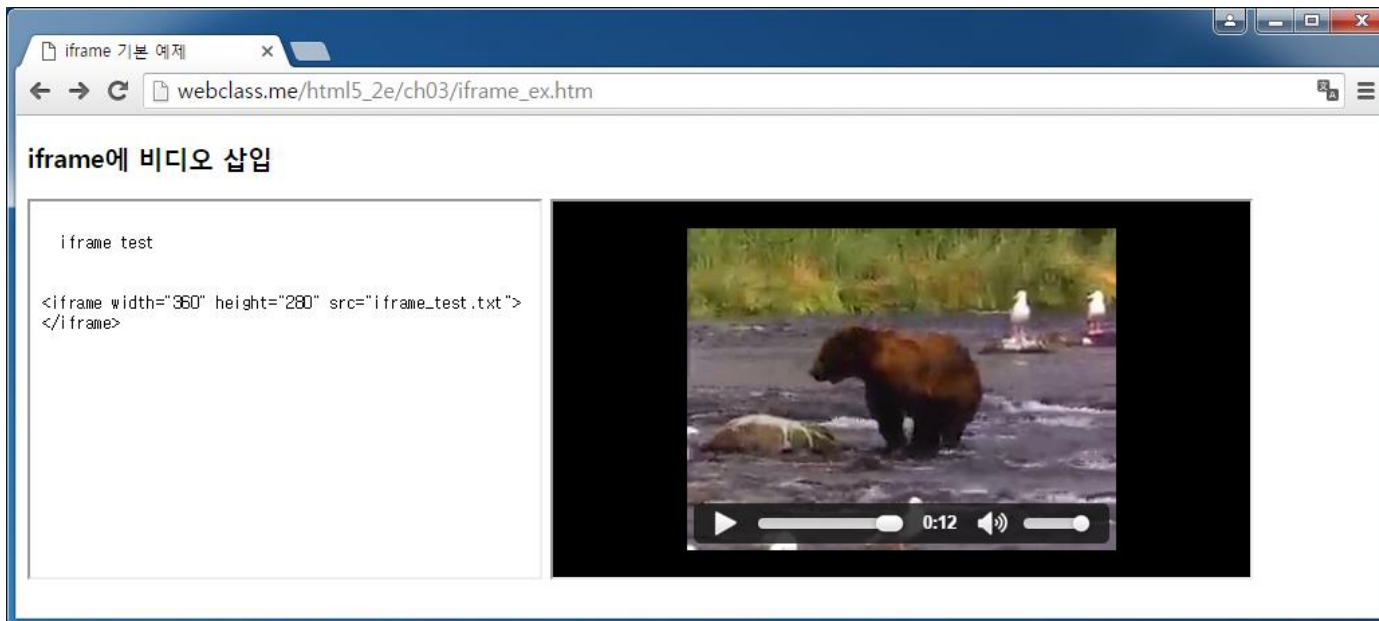 iframe 기본 예제
webclass.me/html5_2e/ch03/iframe_ex.htm
iframe에 비디오 삽입
iframe test
<iframe width="360" height="280" src="iframe_test.txt">
</iframe>
0:12